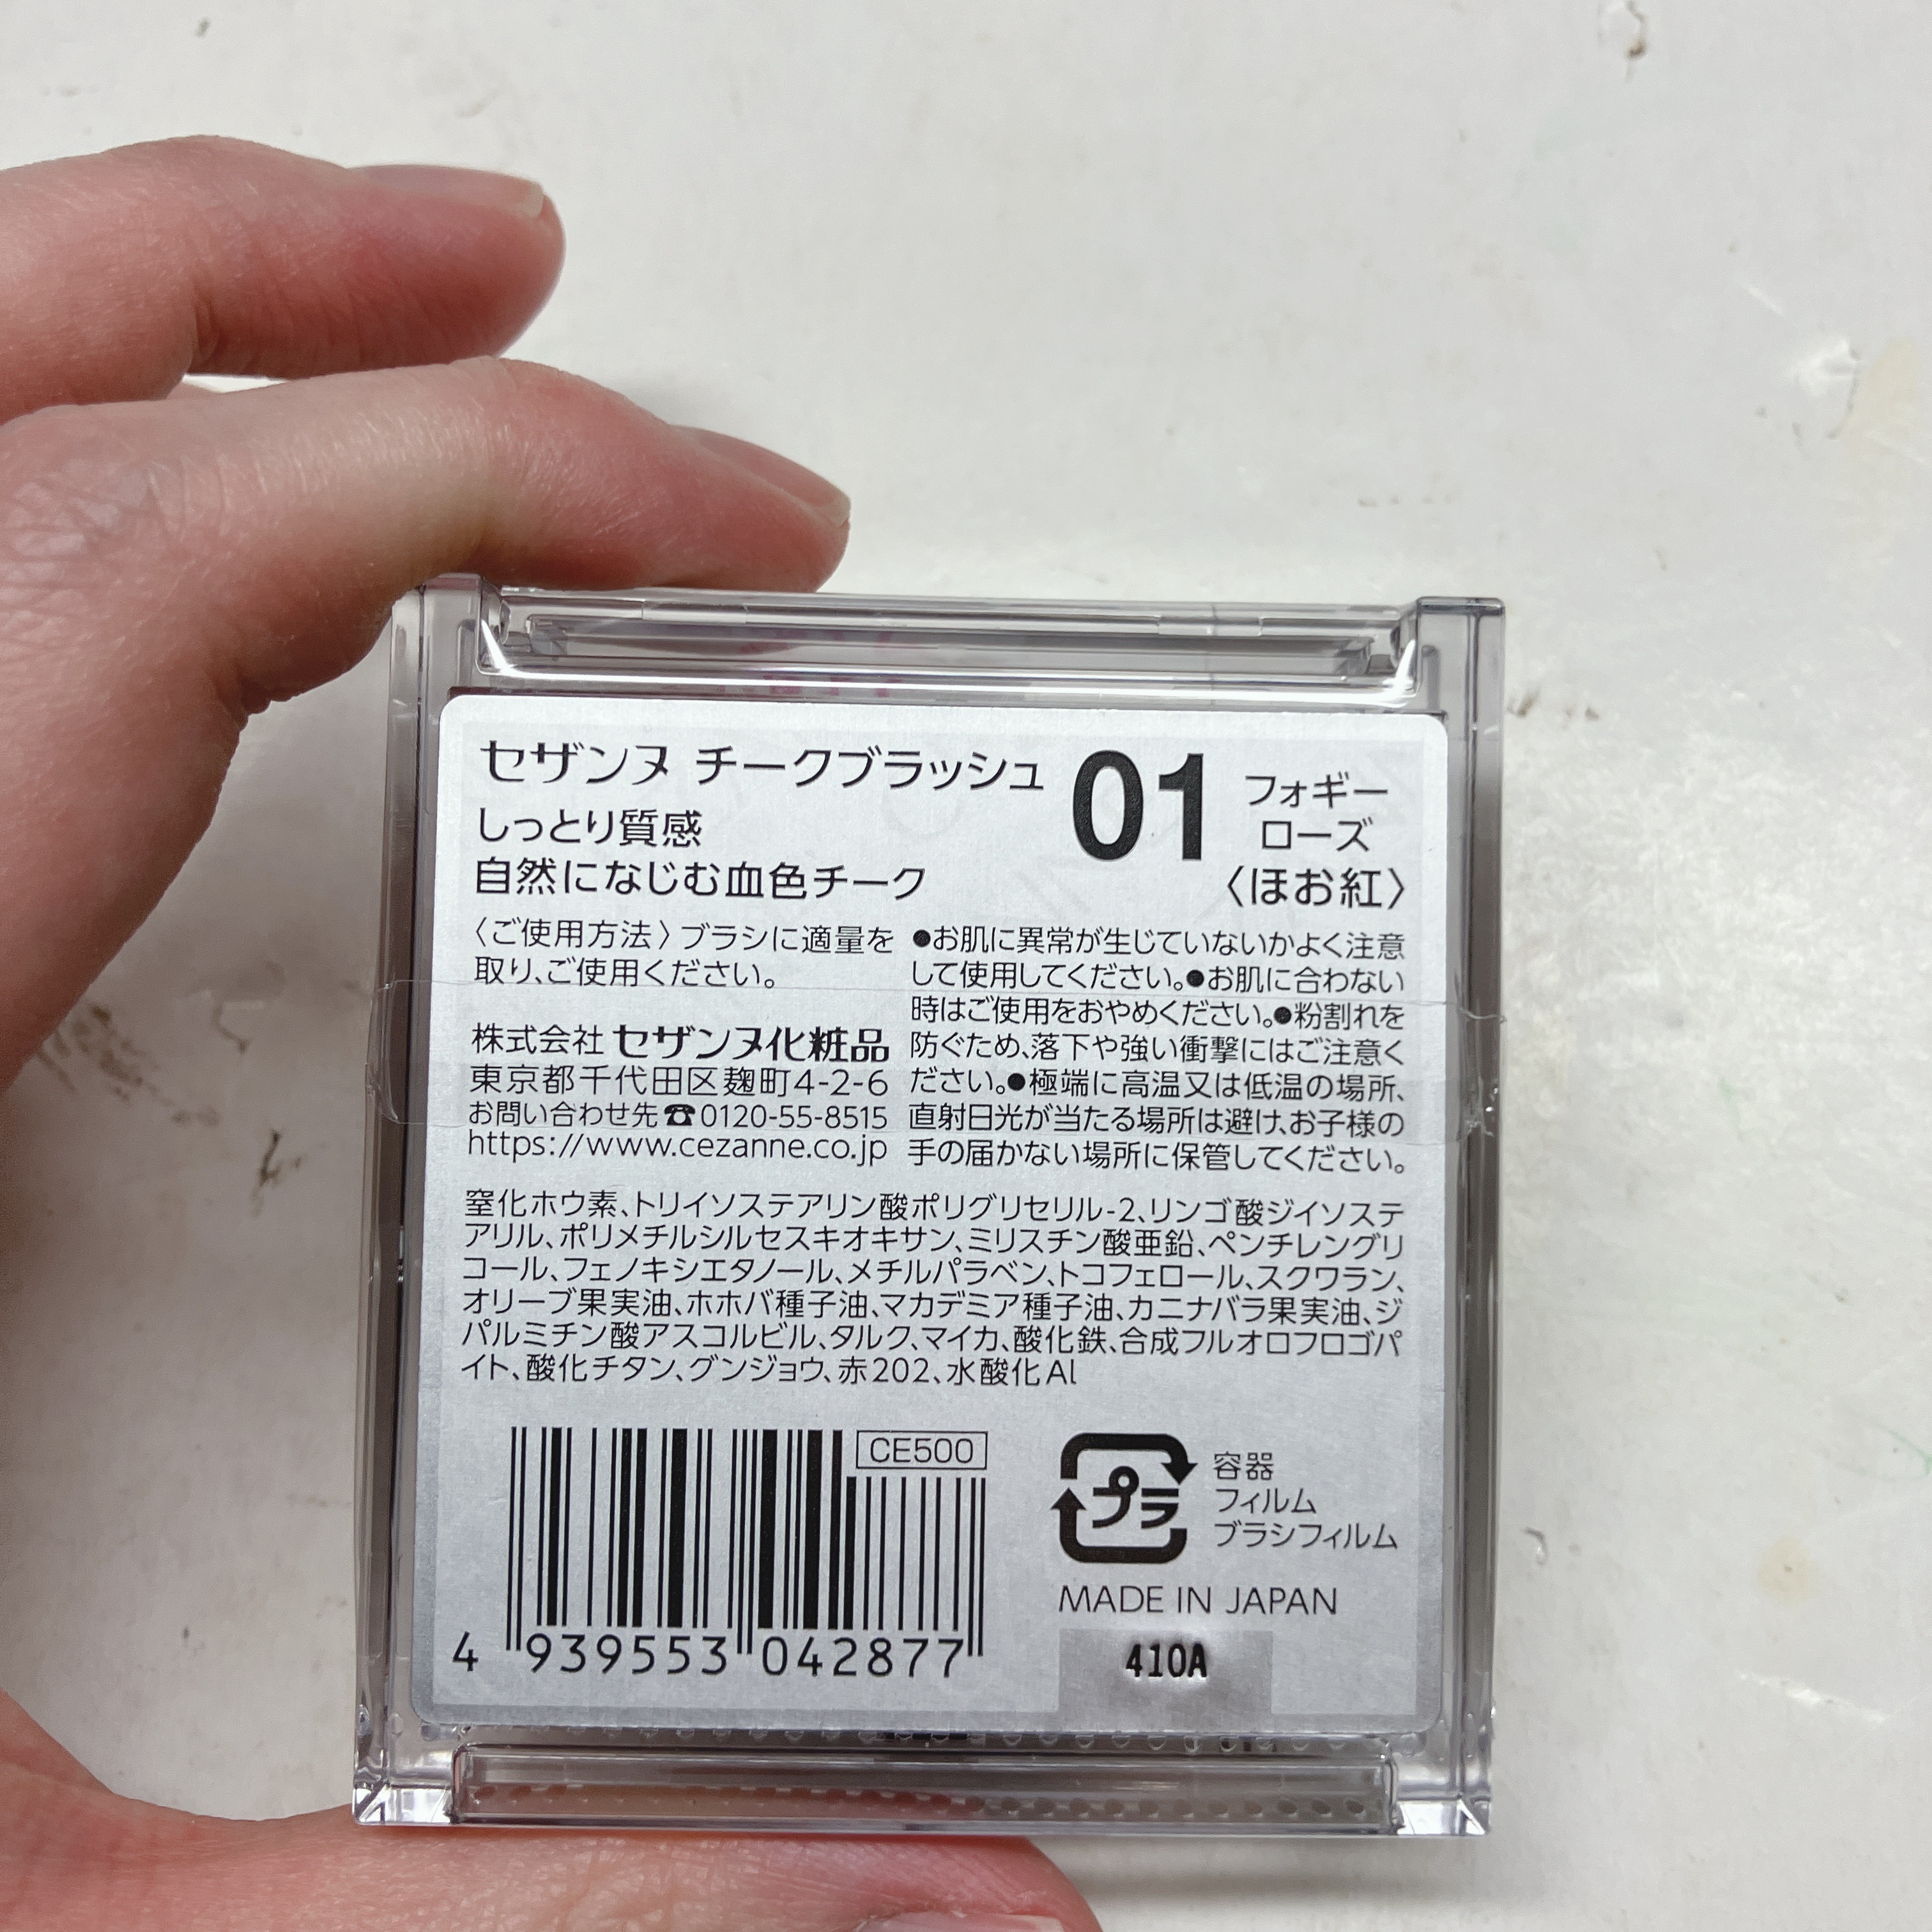 セザンヌ チークブラッシュ
01
フォギー
ローズ
しっとり質感
自然になじむ血色チーク
〈ほお紅〉
〈ご使用方法〉ブラシに適量を
取り、ご使用ください。
株式会社 セザンヌ化粧品
東京都千代田区麹町4-2-6
お問い合わせ先☎0120-55-8515
https://www.cezanne.co.jp
●お肌に異常が生じていないかよく注意
して使用してください。●お肌に合わない
時はご使用をおやめください。●粉割れを
防ぐため、落下や強い衝撃にはご注意く
ださい。●極端に高温又は低温の場所、
直射日光が当たる場所は避け、お子様の
手の届かない場所に保管してください。
窒化ホウ素、トリイソステアリン酸ポリグリセリル-2、リンゴ酸ジイソステ
アリル、ポリメチルシルセスキオキサン、ミリスチン酸亜鉛、ペンチレングリ
コール、フェノキシエタノール、メチルパラベン、トコフェロール、スクワラン、
オリーブ果実油、ホホバ種子油、マカデミア種子油、カニナバラ果実油、ジ
パルミチン酸アスコルビル、タルク、マイカ、酸化鉄、合成フルオロフロゴパ
イト、酸化チタン、グンジョウ、赤202、水酸化Al
CE500
4 939553 042877
プラ
容器
フィルム
ブラシフィルム
MADE IN JAPAN
410A